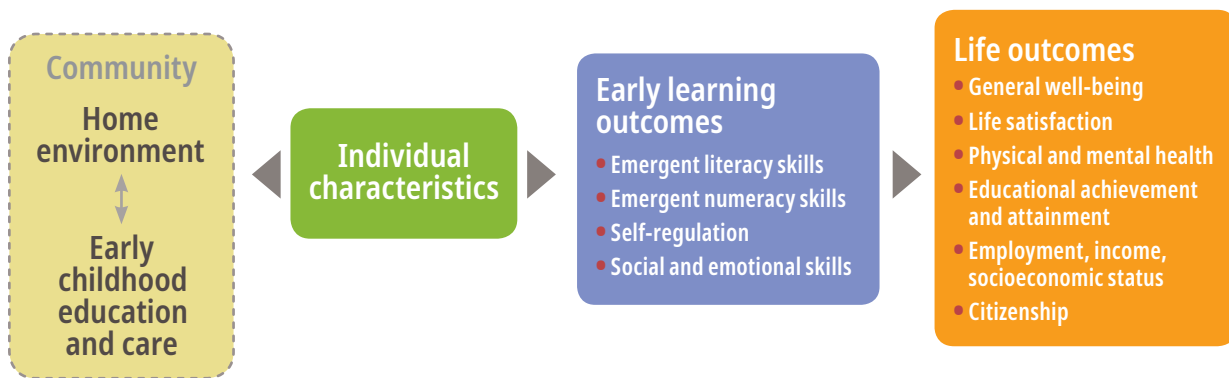 Community
Home
environment
Early
childhood
education
and care
Individual
characteristics
Early learning
outcomes
• Emergent literacy skills
• Emergent numeracy skills
• Self-regulation
• Social and emotional skills
Life outcomes
• General well-being
• Life satisfaction
• Physical and mental health
• Educational achievement
and attainment
• Employment, income,
socioeconomic status
• Citizenship